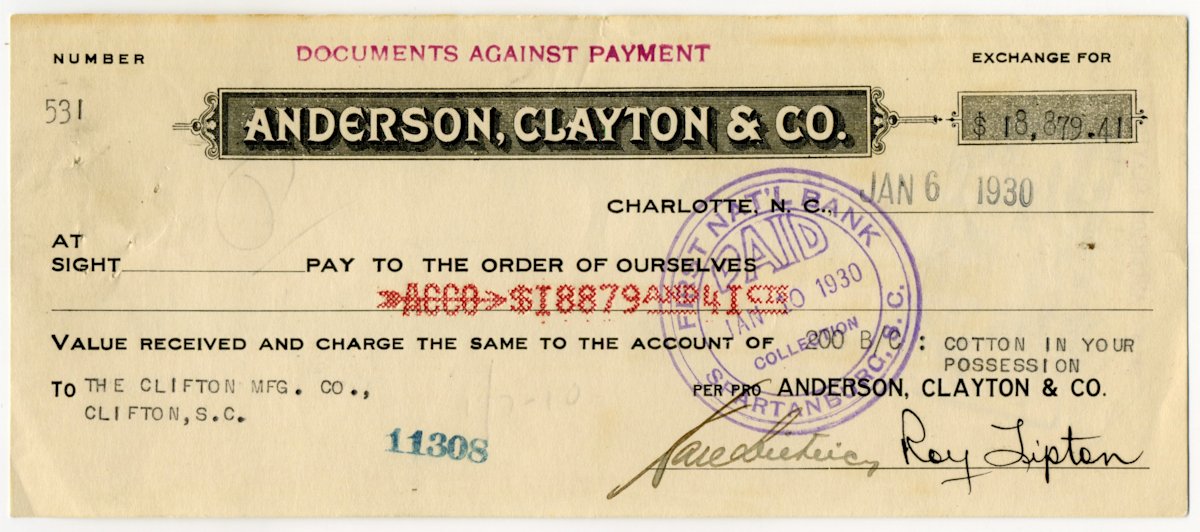 NUMBER
DOCUMENTS AGAINST PAYMENT
EXCHANGE FOR
531
ANDERSON, CLAYTON & CO.
$ 18,879.41
CHARLOTTE, N. C., JAN 6 1930
AT
SIGHT PAY TO THE ORDER OF OURSELVES
ACCO $18879 AND 41 CTS
FIRST NAT'L BANK
PAID
JAN 10 1930
COLLECTION
SPARTANBURG, S.C.
VALUE RECEIVED AND CHARGE THE SAME TO THE ACCOUNT OF 200 B/C : COTTON IN YOUR
POSSESSION
TO THE CLIFTON MFG. CO.,
PER PRO ANDERSON, CLAYTON & CO.
CLIFTON, S.C.
11308
Roy Lipton